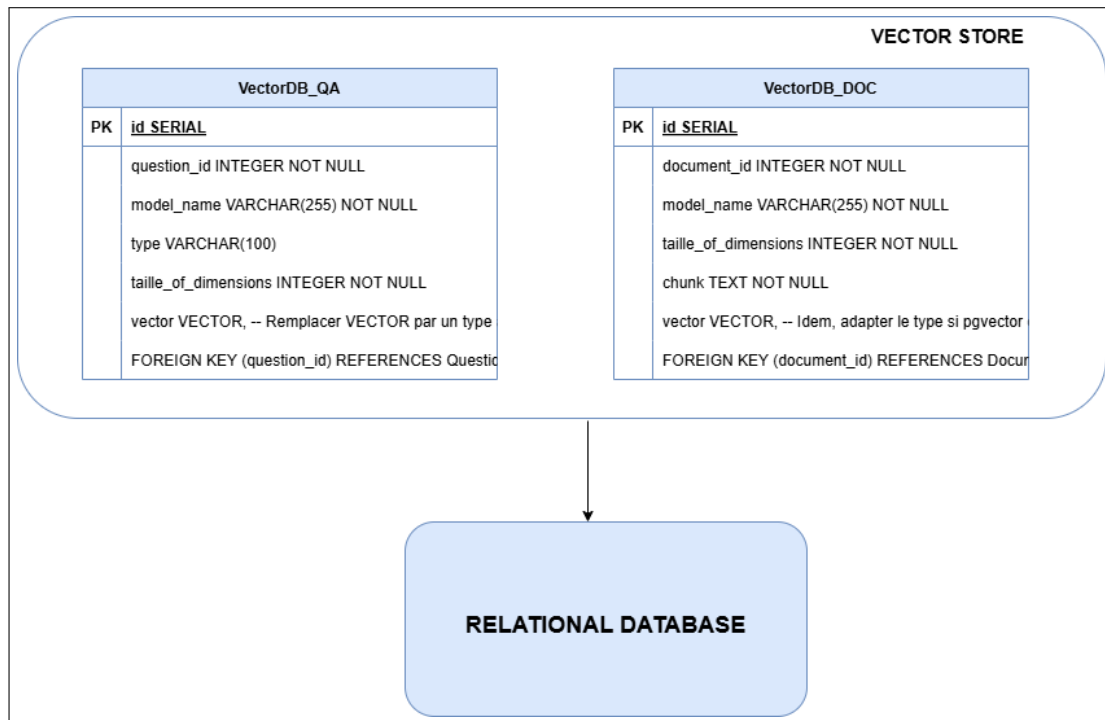 VECTOR STORE
VectorDB_QA
PK id SERIAL
question_id INTEGER NOT NULL
model_name VARCHAR(255) NOT NULL
type VARCHAR(100)
taille_of_dimensions INTEGER NOT NULL
vector VECTOR, -- Remplacer VECTOR par un type
FOREIGN KEY (question_id) REFERENCES
VectorDB_DOC
PK id SERIAL
document_id INTEGER NOT NULL
model_name VARCHAR(255) NOT NULL
taille_of_dimensions INTEGER NOT NULL
chunk TEXT NOT NULL
vector VECTOR, -- Idem, adapter le type si pgvector
FOREIGN KEY (document_id) REFERENCES
RELATIONAL DATABASE